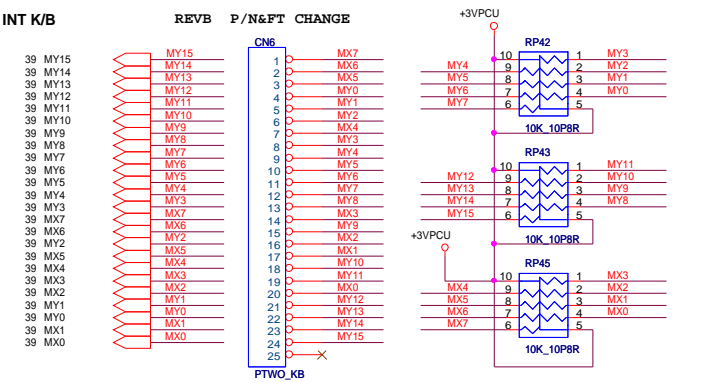 INT K/B
REVB P/N&FT CHANGE
39 MY15 MY15
39 MY14 MY14
39 MY13 MY13
39 MY12 MY12
39 MY11 MY11
39 MY10 MY10
39 MY9 MY9
39 MY8 MY8
39 MY7 MY7
39 MY6 MY6
39 MY5 MY5
39 MY4 MY4
39 MY3 MY3
39 MX7 MX7
39 MX6 MX6
39 MY2 MY2
39 MX5 MX5
39 MX4 MX4
39 MX3 MX3
39 MX2 MX2
39 MY1 MY1
39 MY0 MY0
39 MX1 MX1
39 MX0 MX0
CN6
1 MX7
2 MX6
3 MX5
4 MY0
5 MY1
6 MY2
7 MX4
8 MY3
9 MY4
10 MY5
11 MY6
12 MY7
13 MY8
14 MX3
15 MY9
16 MX2
17 MX1
18 MY10
19 MY11
20 MX0
21 MY12
22 MY13
23 MY14
24 MY15
25
PTWO_KB
+3VPCU
RP42
10 1 MY3
MY4 9 2 MY2
MY5 8 3 MY1
MY6 7 4 MY0
MY7 6 5
10K_10P8R
RP43
10 1 MY11
MY12 9 2 MY10
MY13 8 3 MY9
MY14 7 4 MY8
MY15 6 5
10K_10P8R
+3VPCU
RP45
10 1 MX3
MX4 9 2 MX2
MX5 8 3 MX1
MX6 7 4 MX0
MX7 6 5
10K_10P8R